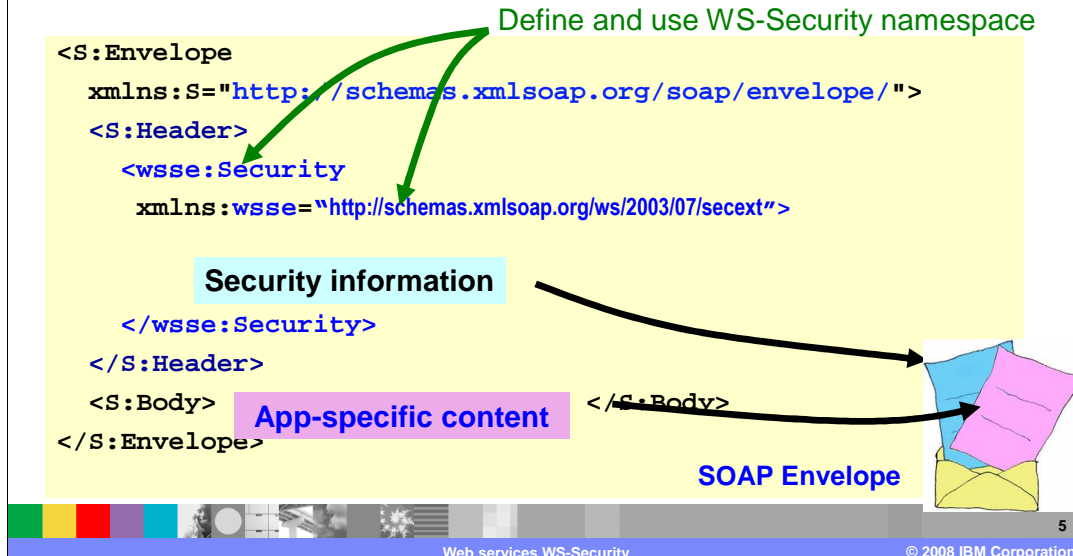 Define and use WS-Security namespace
<S:Envelope
xmlns:S="http://schemas.xmlsoap.org/soap/envelope/">
<S:Header>
<wsse:Security
xmlns:wsse=“http://schemas.xmlsoap.org/ws/2003/07/secext”>
Security information
</wsse:Security>
</S:Header>
<S:Body> App-specific content </S:Body>
</S:Envelope>
SOAP Envelope
5
Web services WS-Security © 2008 IBM Corporation